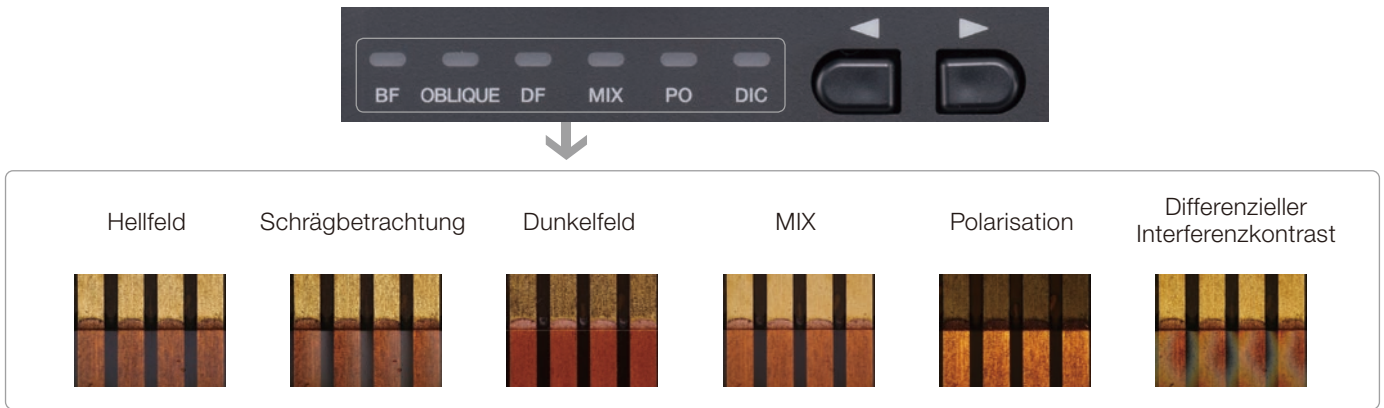 BF OBLIQUE DF MIX PO DIC
Hellfeld
Schrägbetrachtung
Dunkelfeld
MIX
Polarisation
Differenzieller
Interferenzkontrast